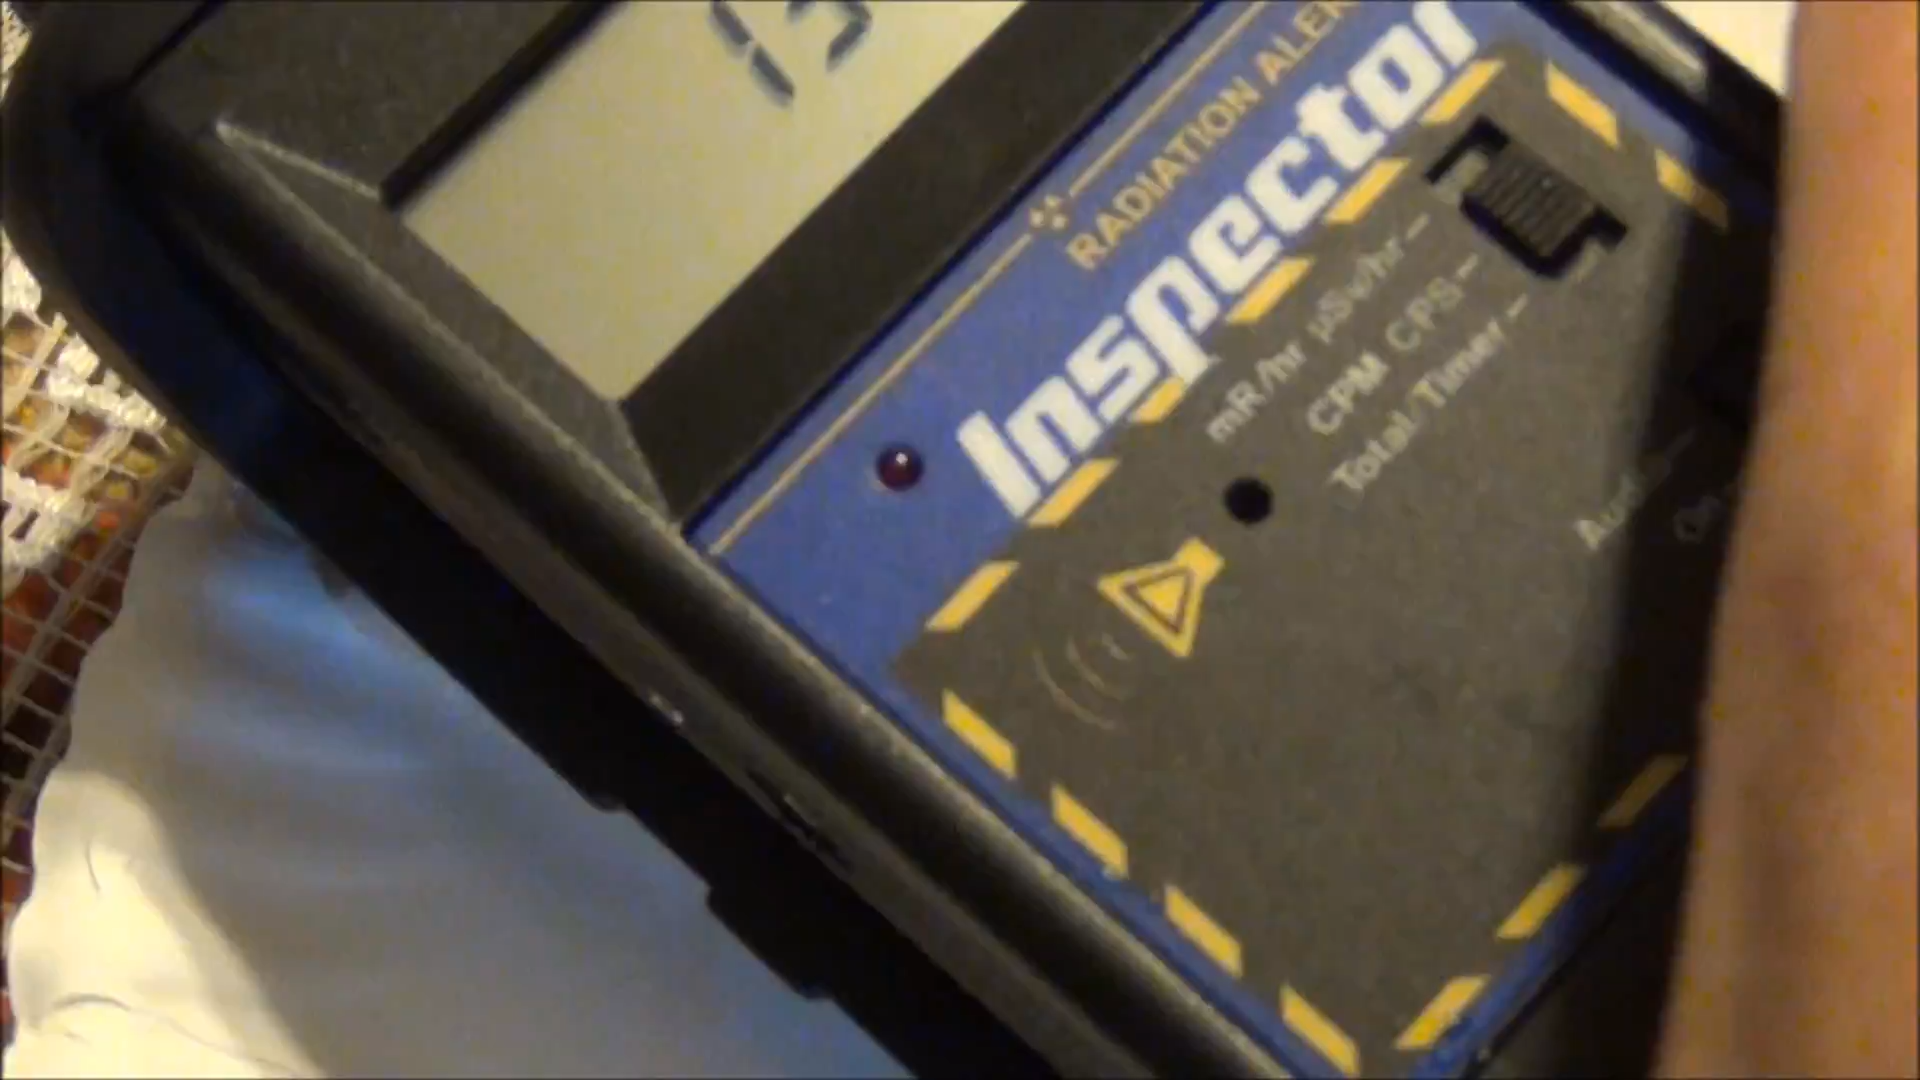 RADIATION ALER
Inspector
mR/hr µSv/hr
CPM CPS
Total/Timer